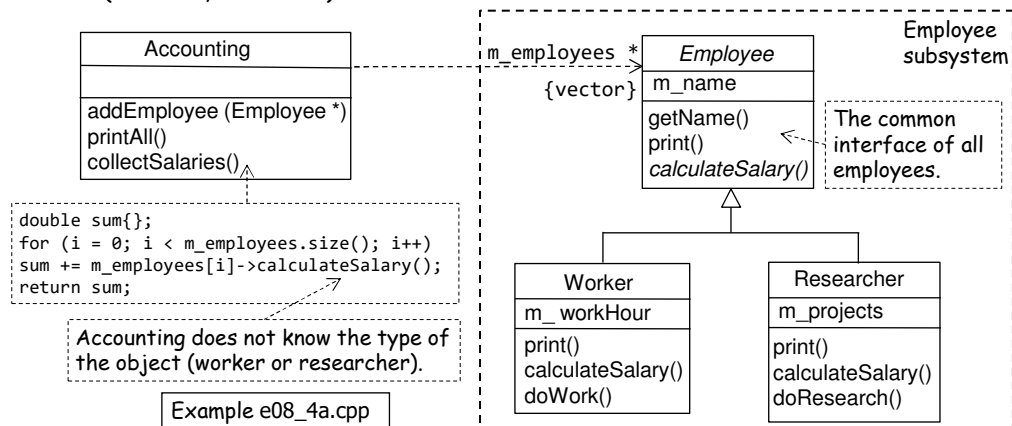 Accounting
addEmployee (Employee *)
printAll()
collectSalaries()
double sum{};
for (i = 0; i < m_employees.size(); i++)
sum += m_employees[i]->calculateSalary();
return sum;
Accounting does not know the type of
the object (worker or researcher).
Example e08_4a.cpp
m_employees *
{vector}
Employee
subsystem
Employee
m_name
getName()
print()
calculateSalary()
The common
interface of all
employees.
Worker
m_ workHour
print()
calculateSalary()
doWork()
Researcher
m_projects
print()
calculateSalary()
doResearch()